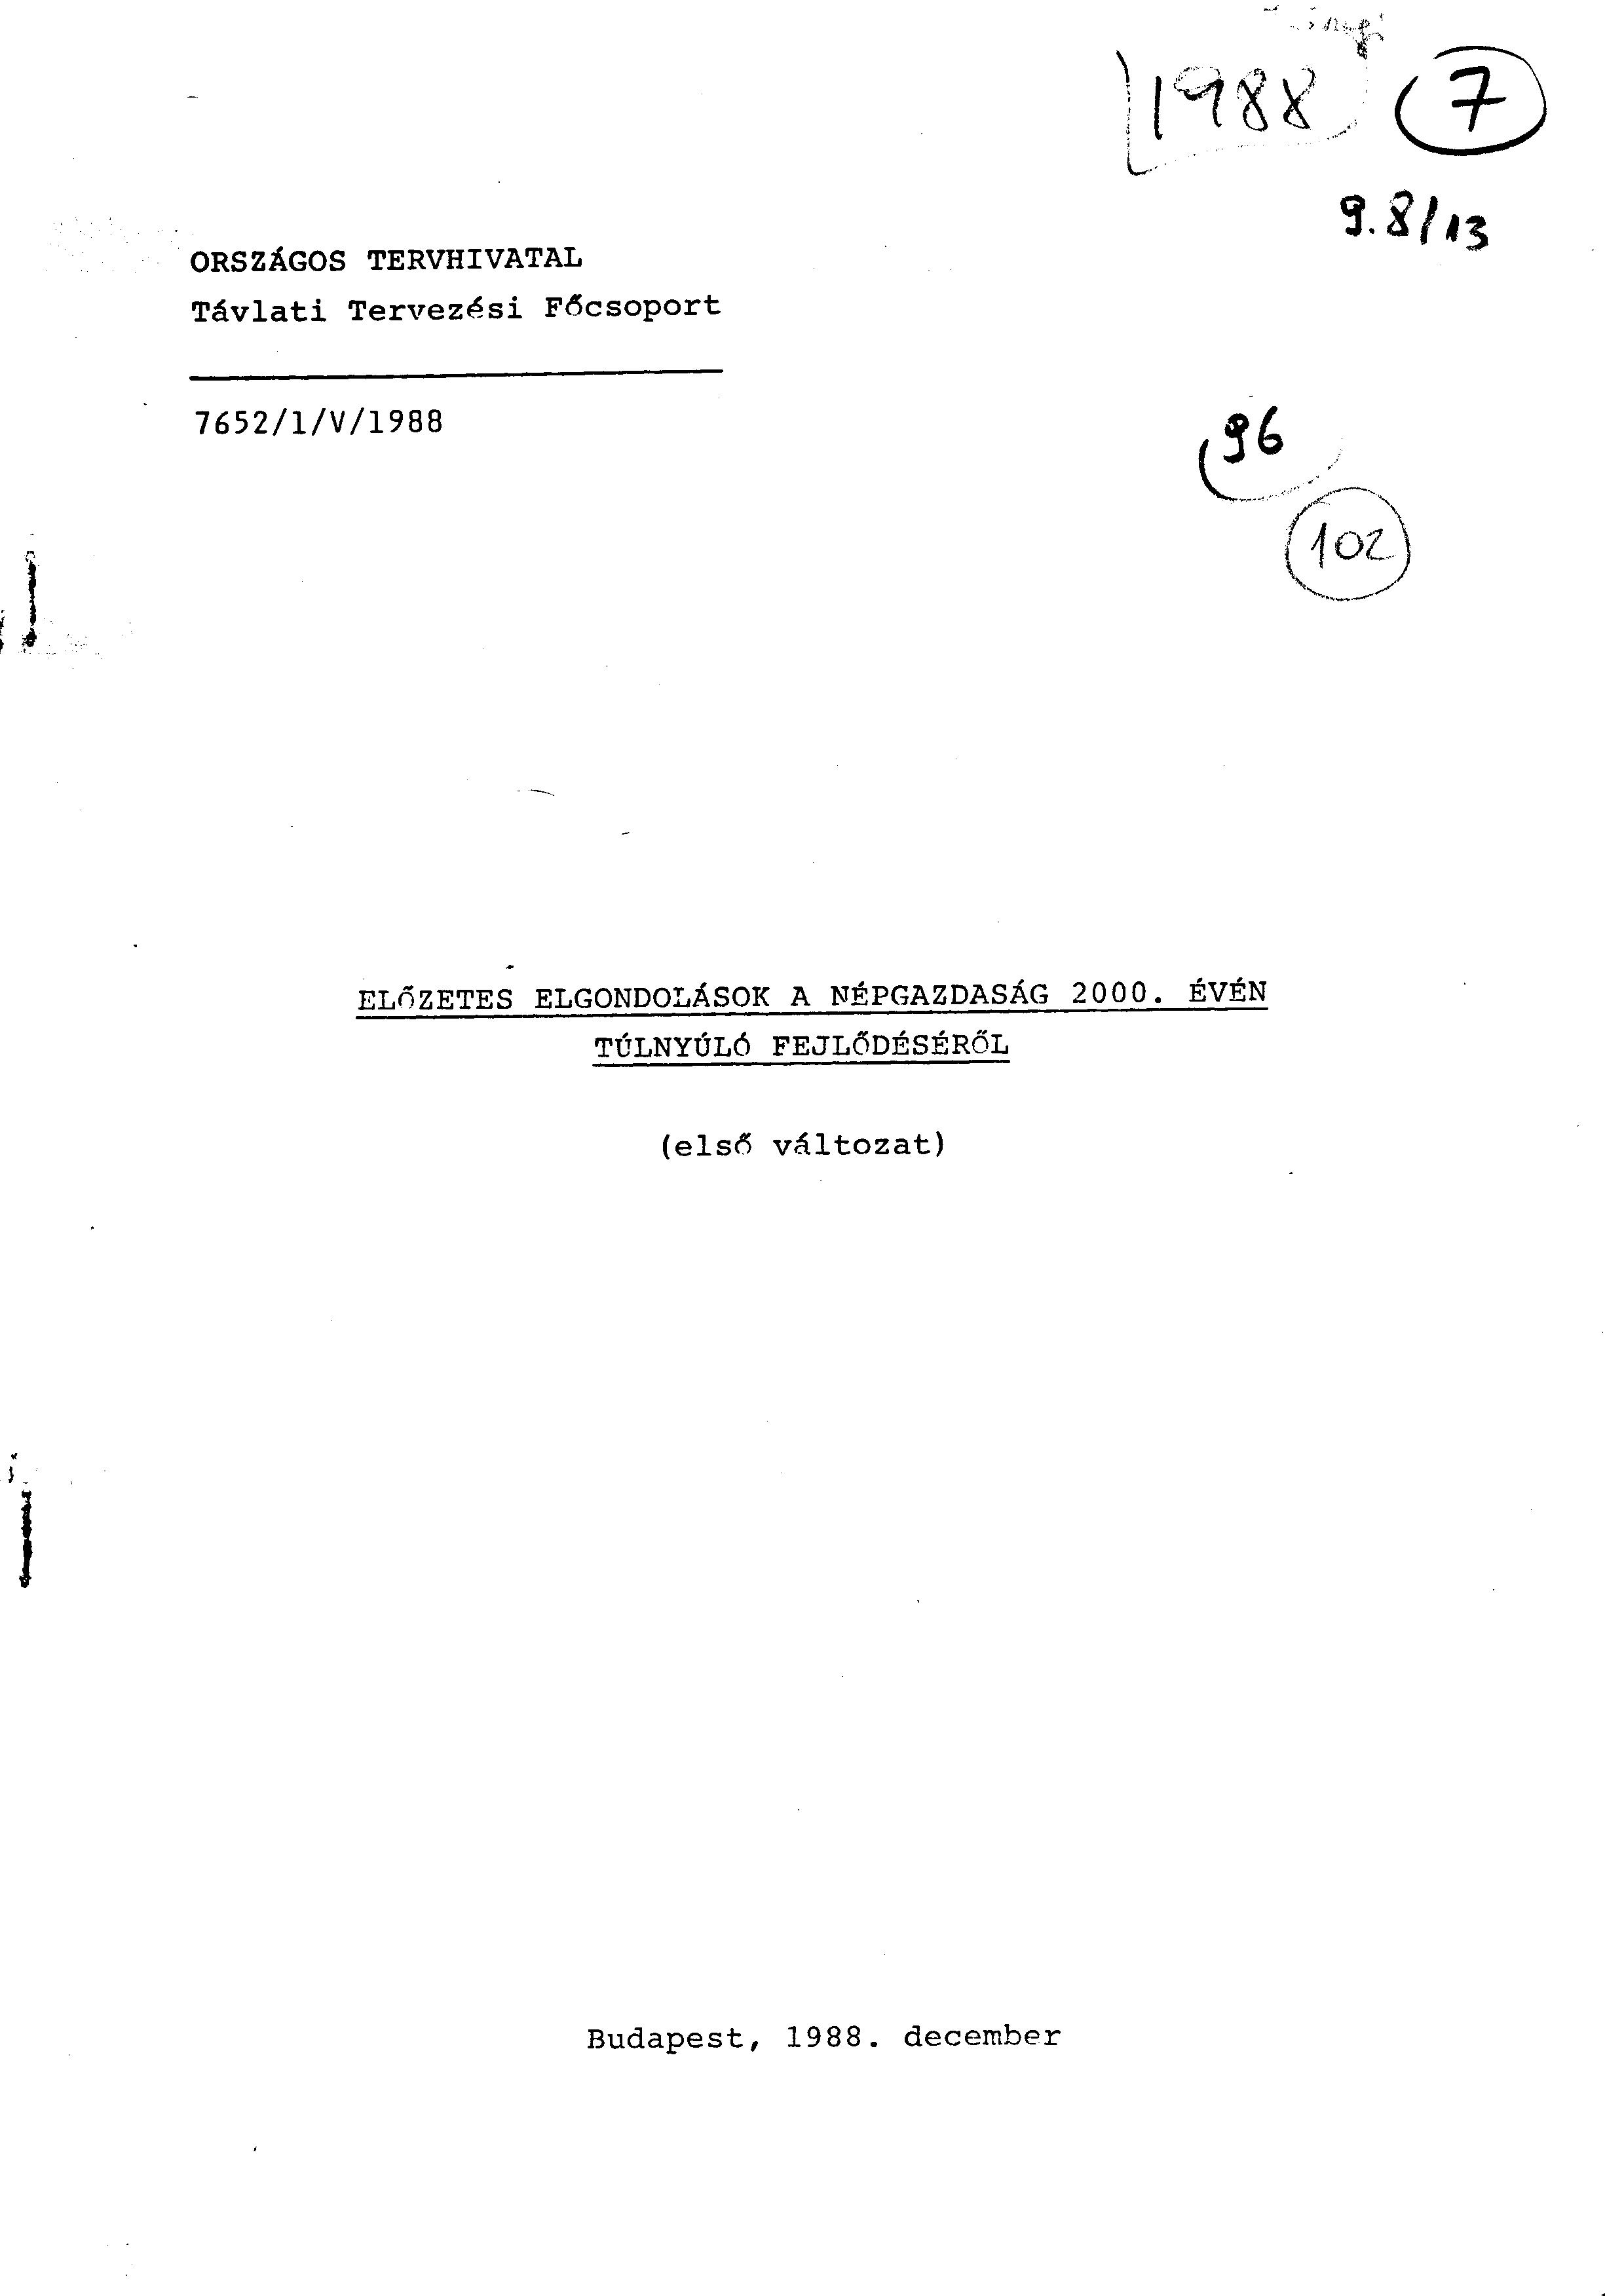 1988 7
9.8/13
ORSZÁGOS TERVHIVATAL
Távlati Tervezési Főcsoport
7652/1/V/1988
96
102
ELŐZETES ELGONDOLÁSOK A NÉPGAZDASÁG 2000. ÉVÉN
TÚLNYÚLÓ FEJLŐDÉSÉRŐL
(első változat)
Budapest, 1988. december